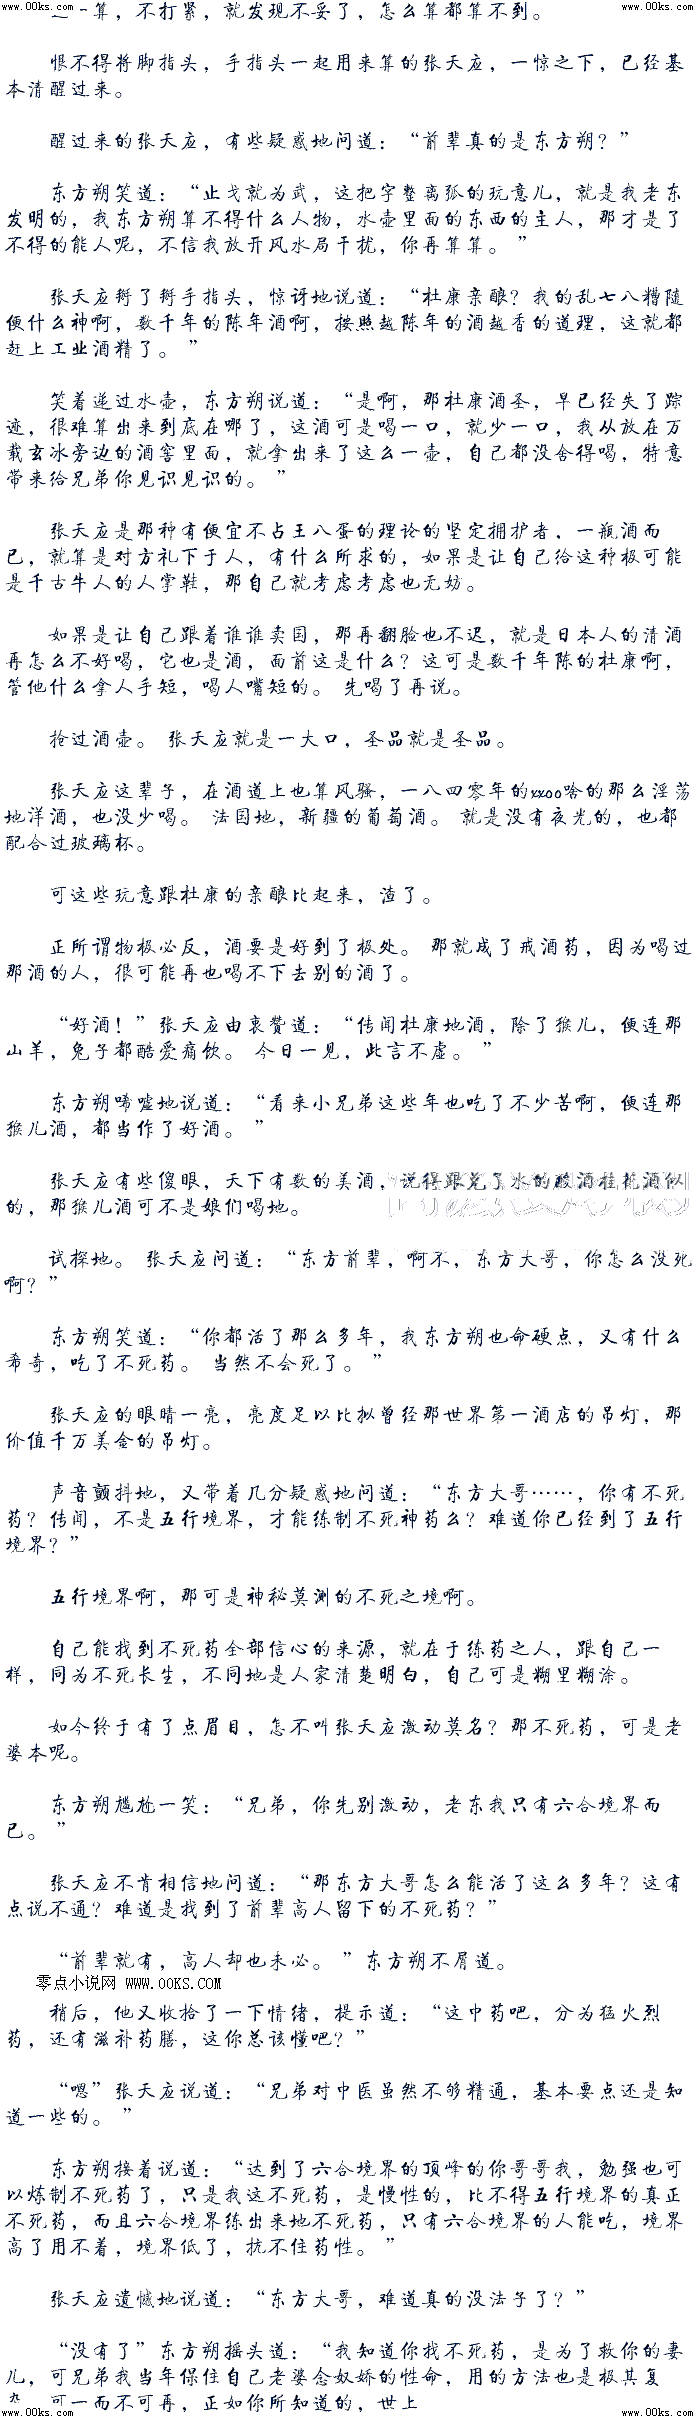 www.00ks.com www.00ks.com
算，不打紧，就发现不妥了，怎么算都算不到。
恨不得将脚指头，手指头一起用来算的张天应，一惊之下，已经基
本清醒过来。
醒过来的张天应，有些疑惑地问道：“前辈真的是东方朔？”
东方朔笑道：“止戈就为武，这把字整离孤的玩意儿，就是我老东
发明的，我东方朔算不得什么人物，水壶里面的东西的主人，那才是了
不得的能人呢，不信我放开风水局干扰，你再算算。”
张天应掰了掰手指头，惊讶地说道：“杜康亲酿？我的乱七八糟随
便什么神啊，数千年的陈年酒啊，按照越陈年的酒越香的道理，这就都
赶上工业酒精了。 ”
笑着递过水壶，东方朔说道：“是啊，那杜康酒圣，早已经失了踪
迹，很难算出来到底在哪了，这酒可是喝一口，就少一口，我从放在万
载玄冰旁边的酒窖里面，就拿出来了这么一壶，自己都没舍得喝，特意
带来给兄弟你见识见识的。 ”
张天应是那种有便宜不占王八蛋的理论的坚定拥护者，一瓶酒而
已，就算是对方礼下于人，有什么所求的，如果是让自己给这种极可能
是千古牛人的人掌鞋，那自己就考虑考虑也无妨。
如果是让自己跟着谁谁卖国，那再翻脸也不迟，就是日本人的清酒
再怎么不好喝，它也是酒，面前这是什么？这可是数千年陈的杜康啊，
管他什么拿人手短，喝人嘴短的。 先喝了再说。
抢过酒壶。 张天应就是一大口，圣品就是圣品。
张天应这辈子，在酒道上也算风骚，一八四零年的xxoo啥的那么淫荡
地洋酒，也没少喝。 法国地，新疆的葡萄酒。 就是没有夜光的，也都
配合过玻璃杯。
可这些玩意跟杜康的亲酿比起来，渣了。
正所谓物极必反，酒要是好到了极处。 那就成了戒酒药，因为喝过
那酒的人，很可能再也喝不下去别的酒了。
“好酒！”张天应由衷赞道：“传闻杜康地酒，除了猴儿，便连那
山羊，兔子都酷爱痛饮。 今日一见，此言不虚。 ”
东方朔唏嘘地说道：“看来小兄弟这些年也吃了不少苦啊，便连那
猴儿酒，都当作了好酒。 ”
张天应有些傻眼，天下有数的美酒，说得跟兑了水的酸酒桂花酒似
的，那猴儿酒可不是娘们喝地。
试探地。 张天应问道：“东方前辈，啊不，东方大哥，你怎么没死
啊？”
东方朔笑道：“你都活了那么多年，我东方朔也命硬点，又有什么
希奇，吃了不死药。 当然不会死了。 ”
张天应的眼睛一亮，亮度足以比拟曾经那世界第一酒店的吊灯，那
价值千万美金的吊灯。
声音颤抖地，又带着几分疑惑地问道：“东方大哥……，你有不死
药？传闻，不是五行境界，才能练制不死神药么？难道你已经到了五行
境界？”
五行境界啊，那可是神秘莫测的不死之境啊。
自己能找到不死药全部信心的来源，就在于练药之人，跟自己一
样，同为不死长生，不同地是人家清楚明白，自己可是糊里糊涂。
如今终于有了点眉目，怎不叫张天应激动莫名？那不死药，可是老
婆本呢。
东方朔尴尬一笑：“兄弟，你先别激动，老东我只有六合境界而
已。”
张天应不肯相信地问道：“那东方大哥怎么能活了这么多年？这有
点说不通？难道是找到了前辈高人留下的不死药？”
“前辈就有，高人却也未必。 ”东方朔不屑道。
零点小说网 www.00KS.com
稍后，他又收拾了一下情绪，提示道：“这中药吧，分为猛火烈
药，还有滋补药膳，这你总该懂吧？”
“嗯”张天应说道：“兄弟对中医虽然不够精通，基本要点还是知
道一些的。 ”
东方朔接着说道：“达到了六合境界的顶峰的你哥哥我，勉强也可
以炼制不死药了，只是我这不死药，是慢性的，比不得五行境界的真正
不死药，而且六合境界练出来地不死药，只有六合境界的人能吃，境界
高了用不着，境界低了，抗不住药性。 ”
张天应遗憾地说道：“东方大哥，难道真的没法子了？”
“没有了”东方朔摇头道：“我知道你找不死药，是为了救你的妻
儿，可兄弟我当年保住自己老婆念奴娇的性命，用的方法也是极其复
可一而不可再，正如你所知道的，世上
www.00ks.com www.00ks.com